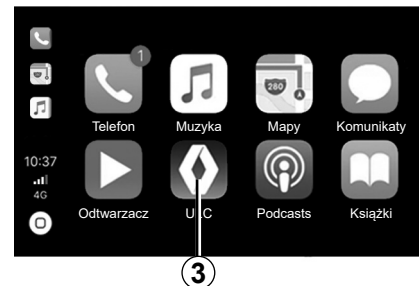 1
280
Telefon Muzyka Mapy Komunikaty
10:37
4G
Odtwarzacz Podcasts Książki
3